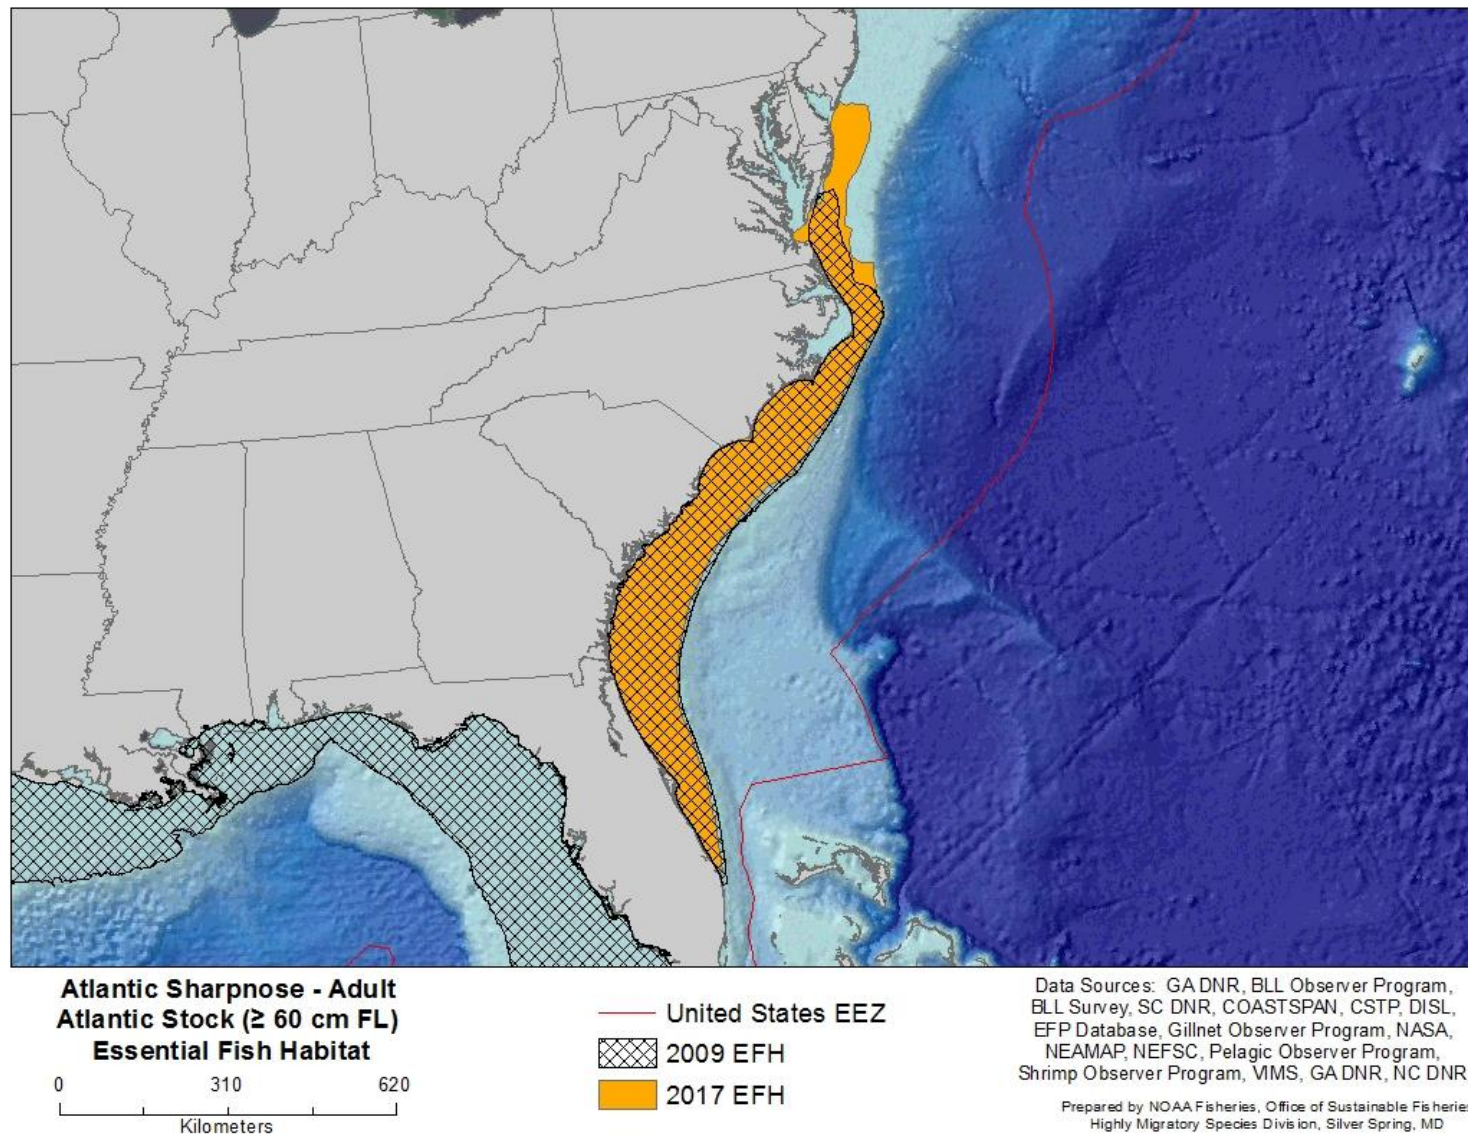 Atlantic Sharpnose - Adult
Atlantic Stock (≥ 60 cm FL)
Essential Fish Habitat
0 310 620
Kilometers
United States EEZ
2009 EFH
2017 EFH
Data Sources: GA DNR, BLL Observer Program,
BLL Survey, SC DNR, COASTSPAN, CSTP, DISL,
EFP Database, Gillnet Observer Program, NASA,
NEAMAP, NEFSC, Pelagic Observer Program,
Shrimp Observer Program, VIMS, GA DNR, NC DNR
Prepared by NOAA Fisheries, Office of Sustainable Fisherie
Highly Migratory Species Division, Silver Spring, MD